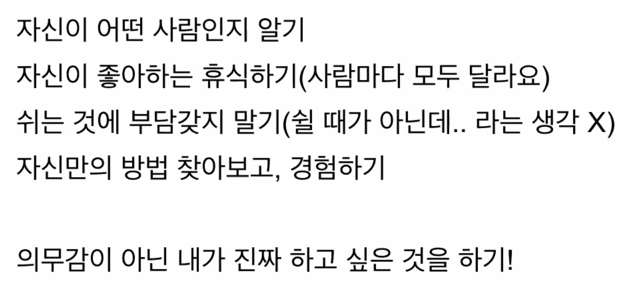 자신이 어떤 사람인지 알기
자신이 좋아하는 휴식하기(사람마다 모두 달라요)
쉬는 것에 부담갖지 말기(쉴 때가 아닌데.. 라는 생각 X)
자신만의 방법 찾아보고, 경험하기
의무감이 아닌 내가 진짜 하고 싶은 것을 하기!